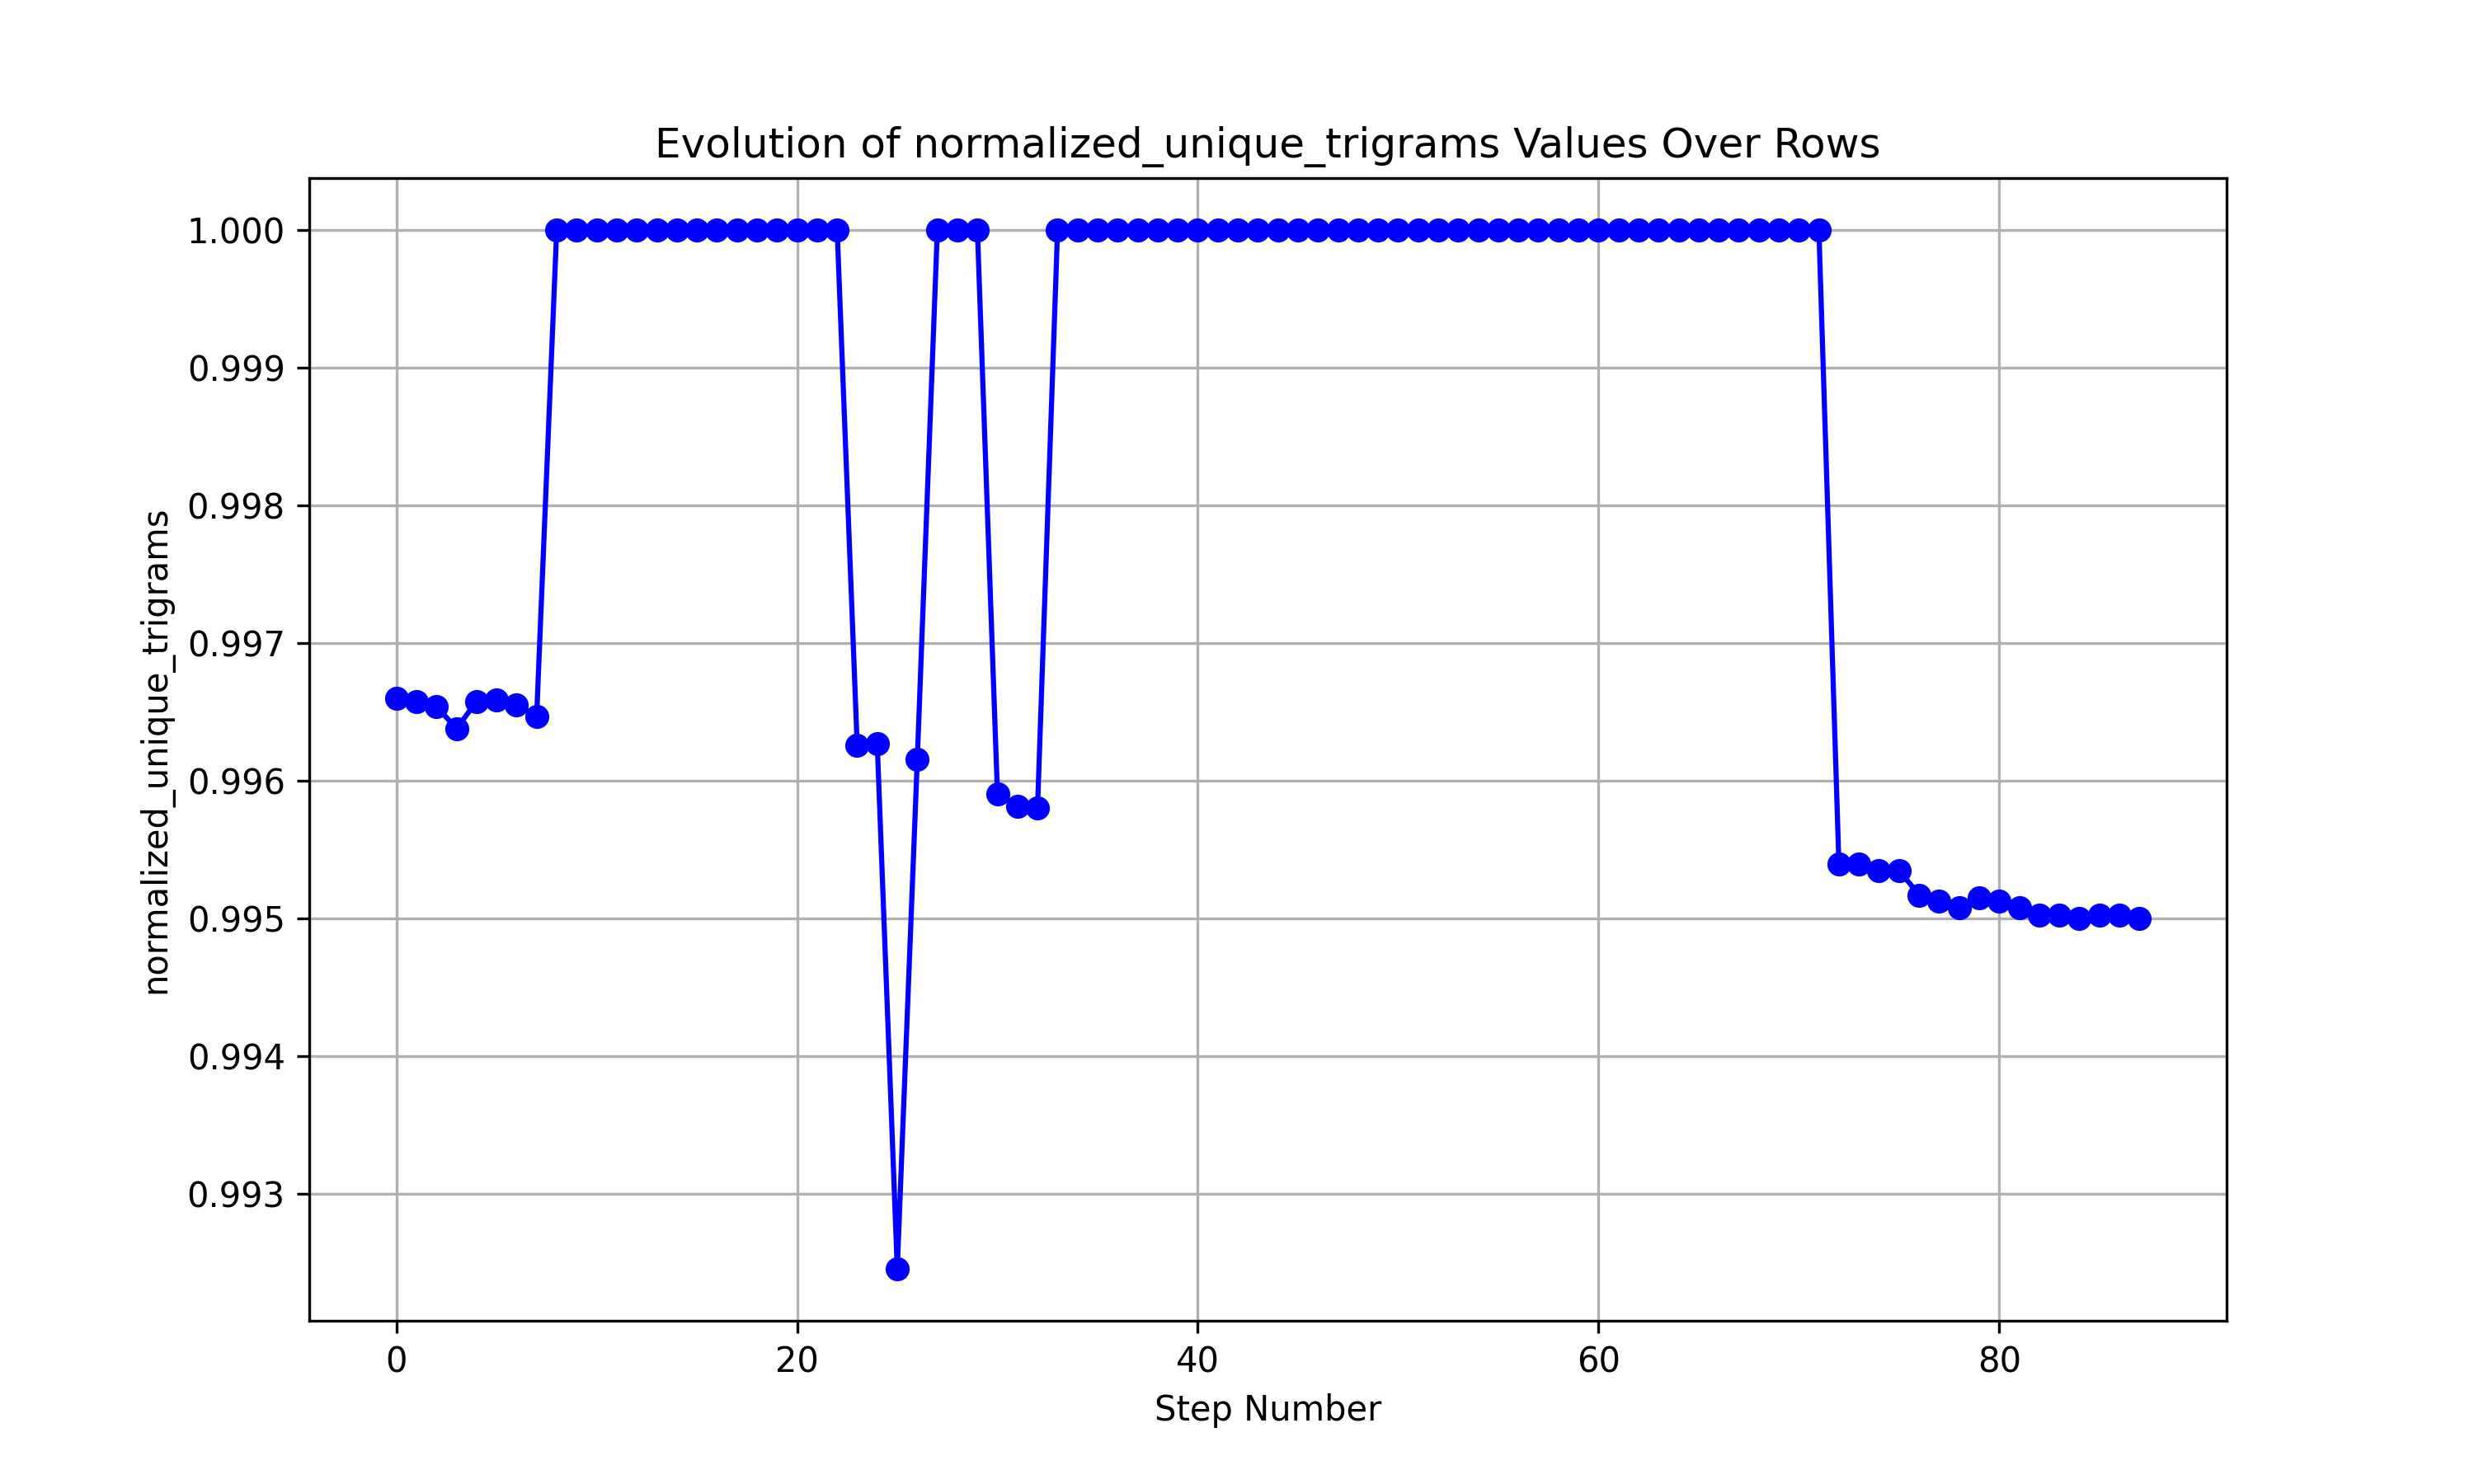 Evolution of normalized_unique_trigrams Values Over Rows
normalized_unique_trigrams
1.000
0.999
0.998
0.997
0.996
0.995
0.994
0.993
0 20 40 60 80
Step Number